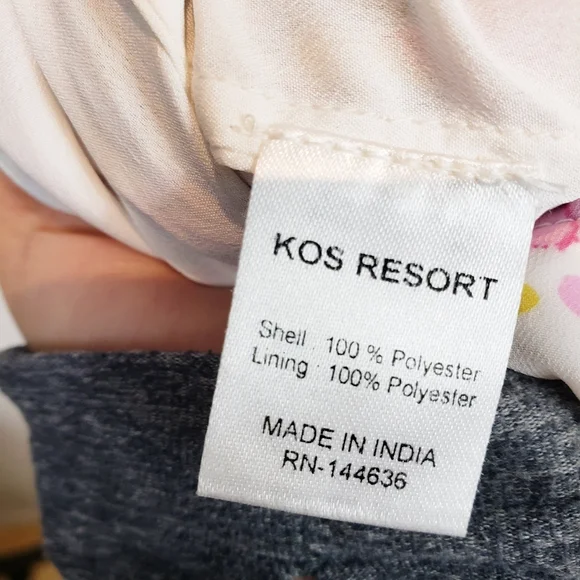 KOS RESORT
Shell : 100 % Polyester
Lining : 100% Polyester
MADE IN INDIA
RN-144636